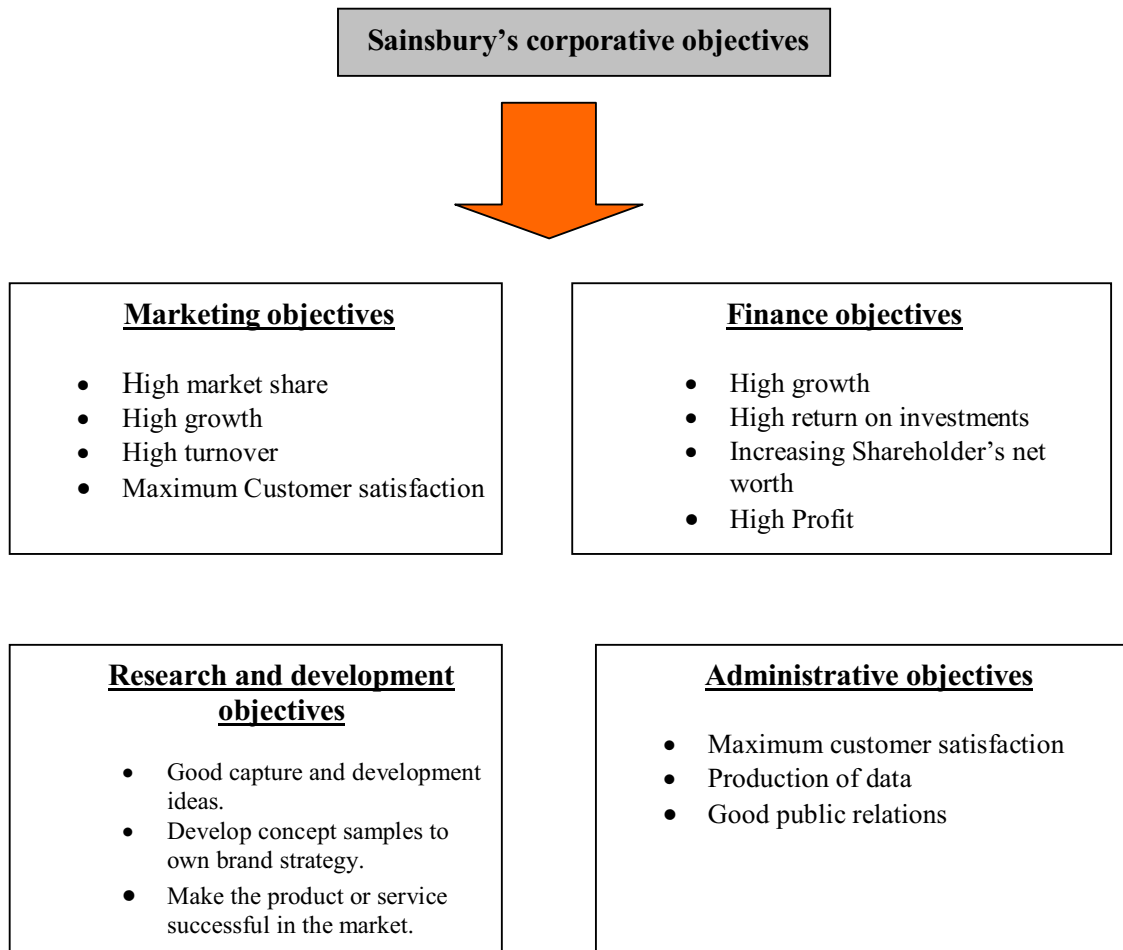 Sainsbury’s corporative objectives
Marketing objectives
• High market share
• High growth
• High turnover
• Maximum Customer satisfaction
Finance objectives
• High growth
• High return on investments
• Increasing Shareholder’s net
worth
• High Profit
Research and development
objectives
• Good capture and development
ideas.
• Develop concept samples to
own brand strategy.
• Make the product or service
successful in the market.
Administrative objectives
• Maximum customer satisfaction
• Production of data
• Good public relations